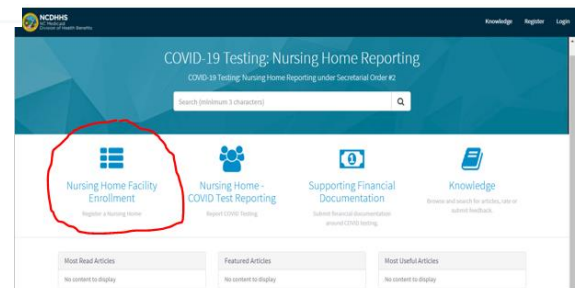 NCDHHS
NC Medicaid
Division of Health Benefits
Knowledge Register Login
COVID-19 Testing: Nursing Home Reporting
COVID-19 Testing: Nursing Home Reporting under Secretarial Order #2
Search (minimum 3 characters)
Nursing Home Facility
Enrollment
Register a Nursing Home
Nursing Home -
COVID Test Reporting
Report COVID Testing
Supporting Financial
Documentation
Submit financial documentation
around COVID testing.
Knowledge
Browse and search for articles, rate or
submit feedback.
Most Read Articles
No content to display
Featured Articles
No content to display
Most Useful Articles
No content to display